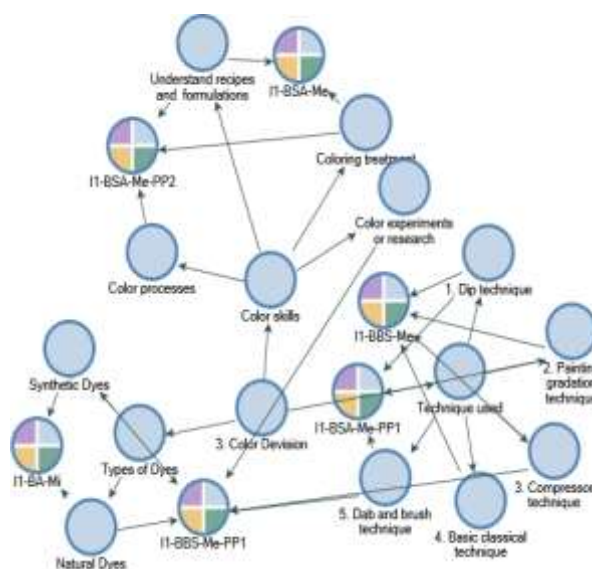 Understand recipes
and formulations
I1-BSA-Me
I1-BSA-Me-PP2
Coloring treatment
Color experiments
or research
Color processes
Color skills
1. Dip technique
I1-BBS-Me
2. Painting
gradation
technique
Synthetic Dyes
3. Color Devision
I1-BSA-Me-PP1
Technique used
I1-BA-Mi
Types of Dyes
3. Compressor
technique
5. Dab and brush
technique
4. Basic classical
technique
Natural Dyes
I1-BBS-Me-PP1